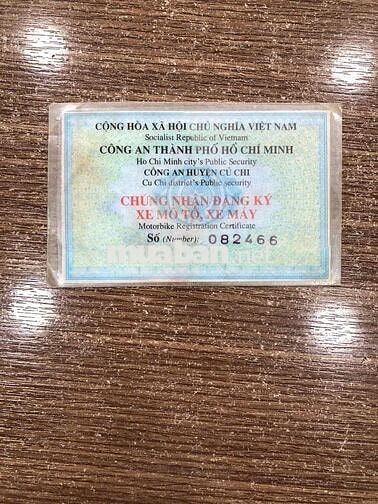 CỘNG HÒA XÃ HỘI CHỦ NGHĨA VIỆT NAM
Socialist Republic of Vietnam
CÔNG AN THÀNH PHỐ HỒ CHÍ MINH
Ho Chi Minh city's Public Security
CÔNG AN HUYỆN CỦ CHI
Cu Chi district's Public security
CHỨNG NHẬN ĐĂNG KÝ
XE MÔ TÔ, XE MÁY
Motorbike Registration Certificate
Số (Number): 082466
muaban.net